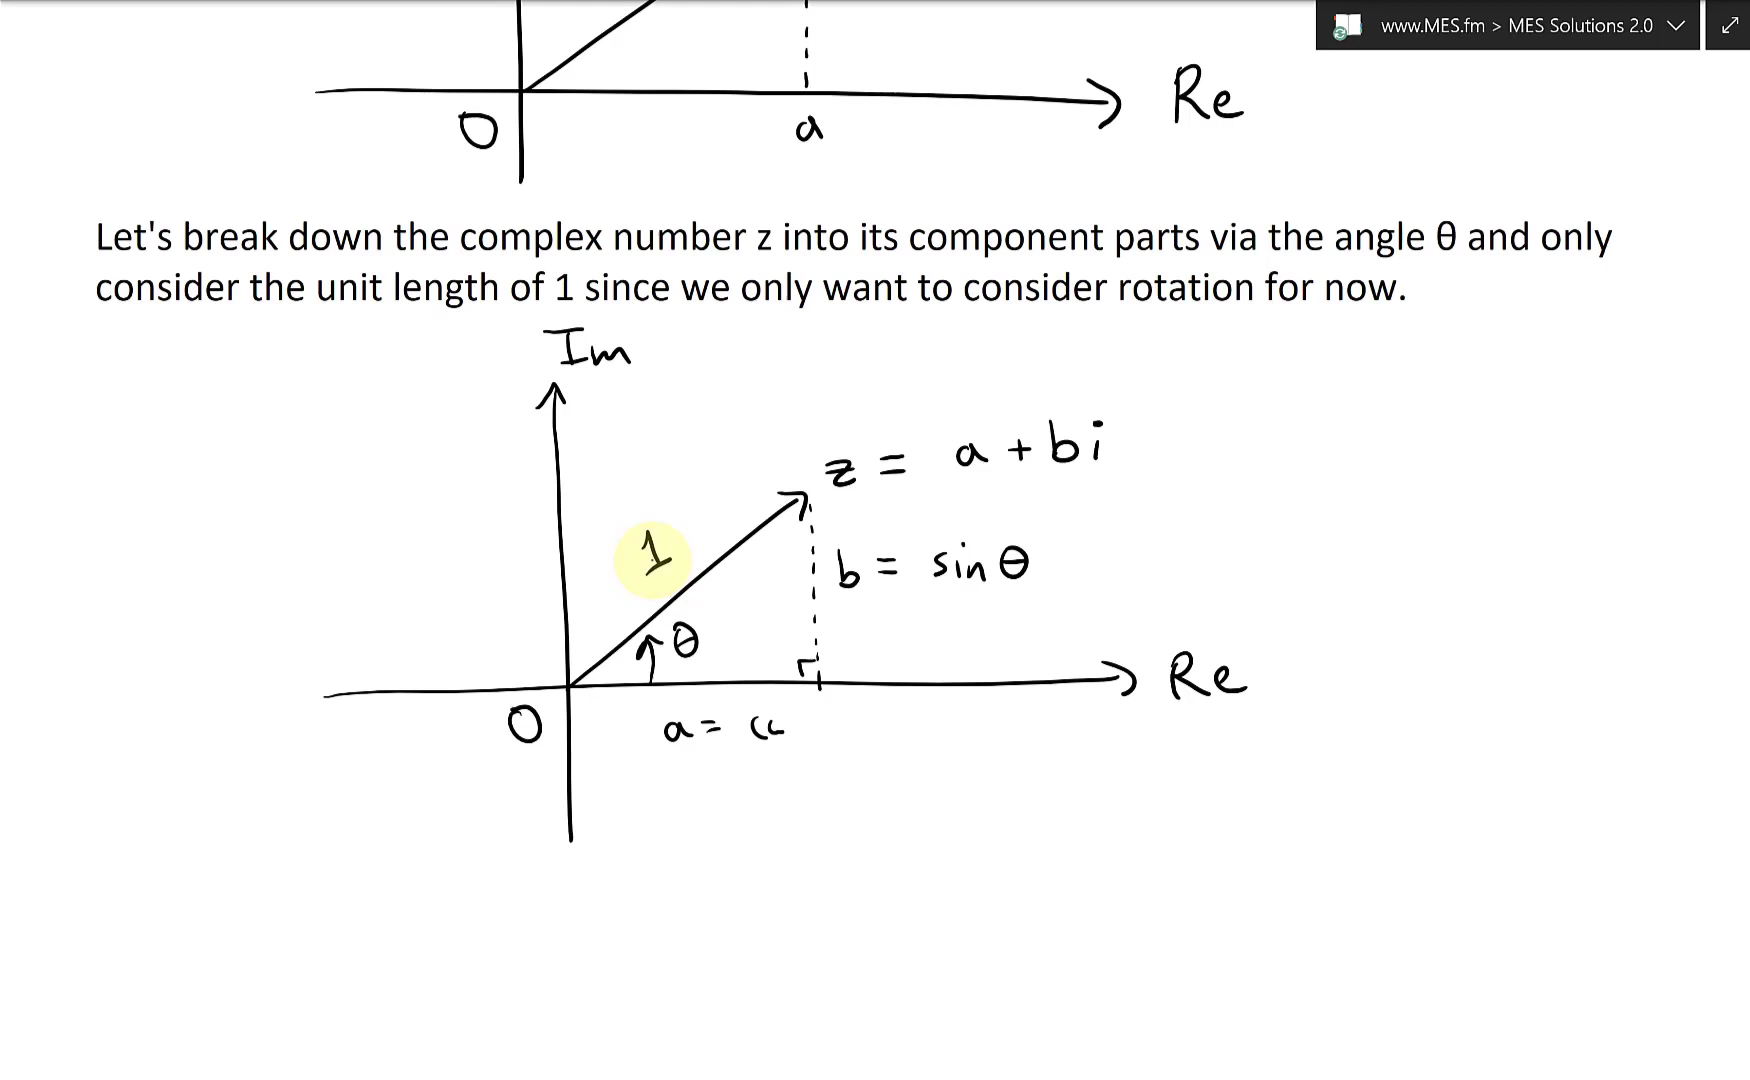 www.MES.fm > MES Solutions 2.0
Re
0
a
Let's break down the complex number z into its component parts via the angle θ and only
consider the unit length of 1 since we only want to consider rotation for now.
Im
z = a + bi
1
b = sin θ
θ
Re
0
a =